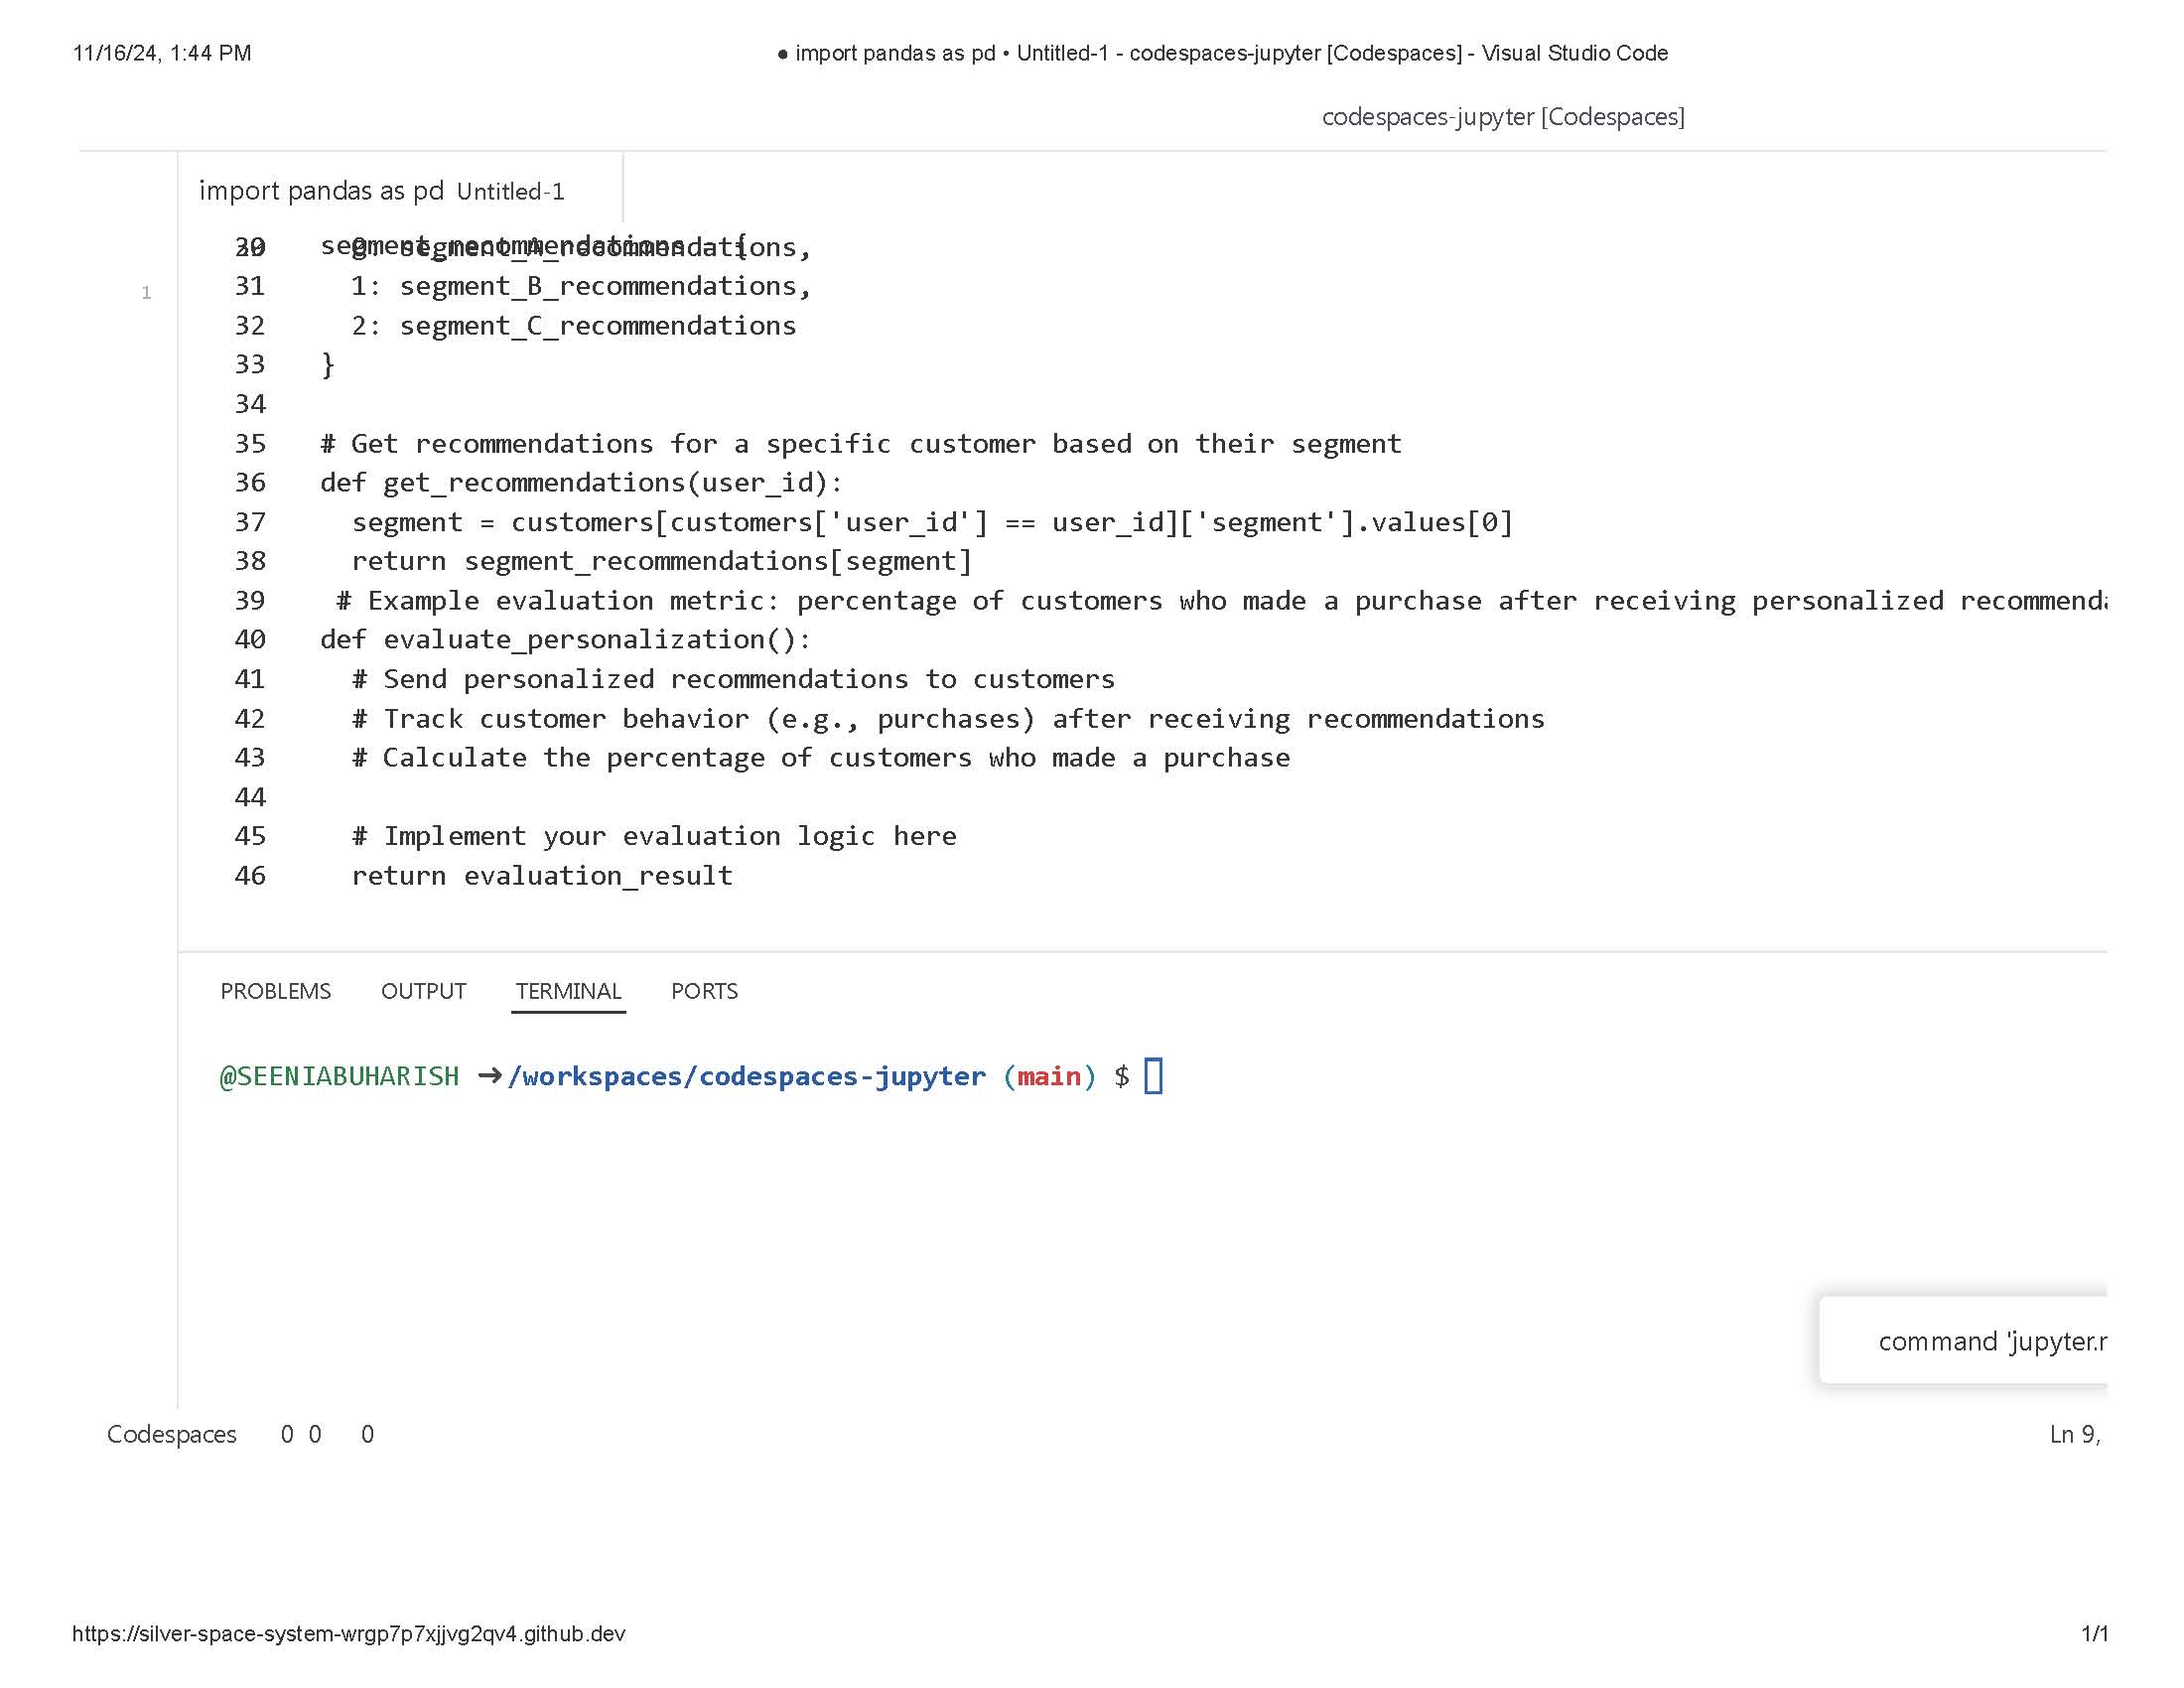 11/16/24, 1:44 PM
● import pandas as pd • Untitled-1 - codespaces-jupyter [Codespaces] - Visual Studio Code
codespaces-jupyter [Codespaces]
import pandas as pd Untitled-1
segment_recommendations = {
30     0: segment_A_recommendations,
1
31     1: segment_B_recommendations,
32     2: segment_C_recommendations
33   }
34
35   # Get recommendations for a specific customer based on their segment
36   def get_recommendations(user_id):
37     segment = customers[customers['user_id'] == user_id]['segment'].values[0]
38     return segment_recommendations[segment]
39    # Example evaluation metric: percentage of customers who made a purchase after receiving personalized recommend
40   def evaluate_personalization():
41     # Send personalized recommendations to customers
42     # Track customer behavior (e.g., purchases) after receiving recommendations
43     # Calculate the percentage of customers who made a purchase
44
45     # Implement your evaluation logic here
46     return evaluation_result
PROBLEMS OUTPUT TERMINAL PORTS
@SEENIABUHARISH ➜ /workspaces/codespaces-jupyter (main) $
command 'jupyter.r
Codespaces 0 0 0 Ln 9,
https://silver-space-system-wrgp7p7xjjvg2qv4.github.dev 1/1